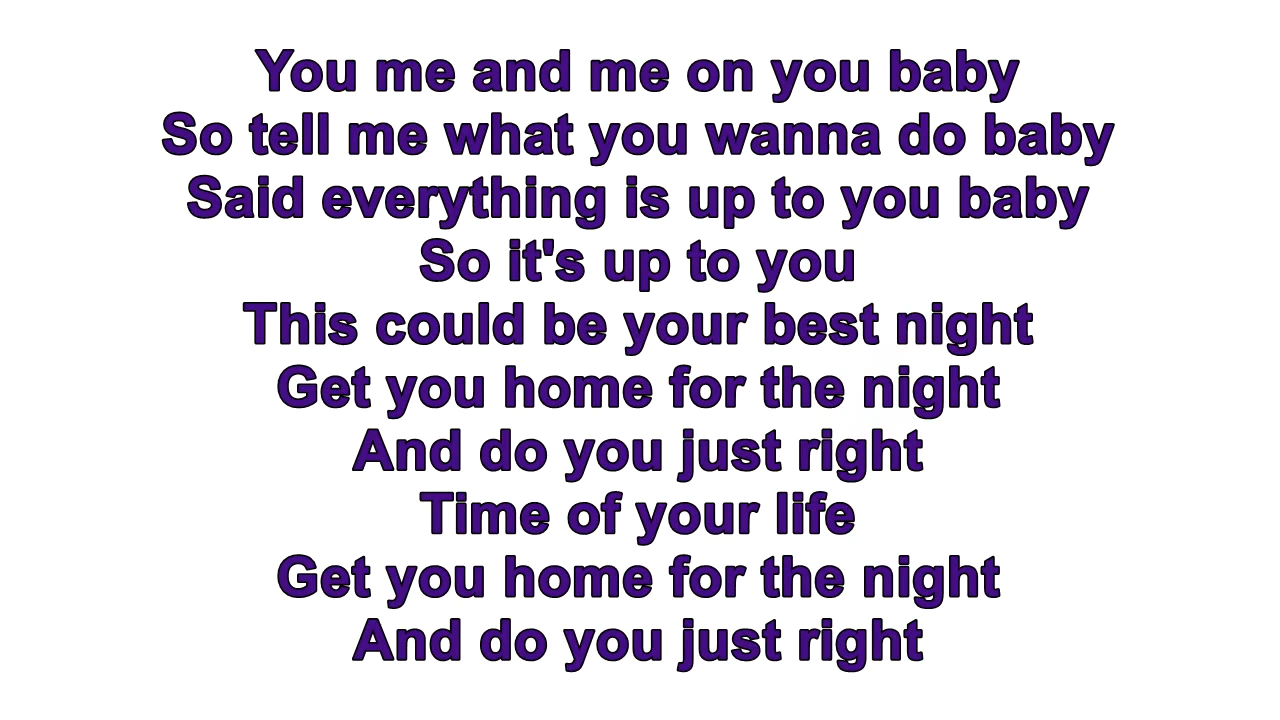 You me and me on you baby
So tell me what you wanna do baby
Said everything is up to you baby
So it's up to you
This could be your best night
Get you home for the night
And do you just right
Time of your life
Get you home for the night
And do you just right